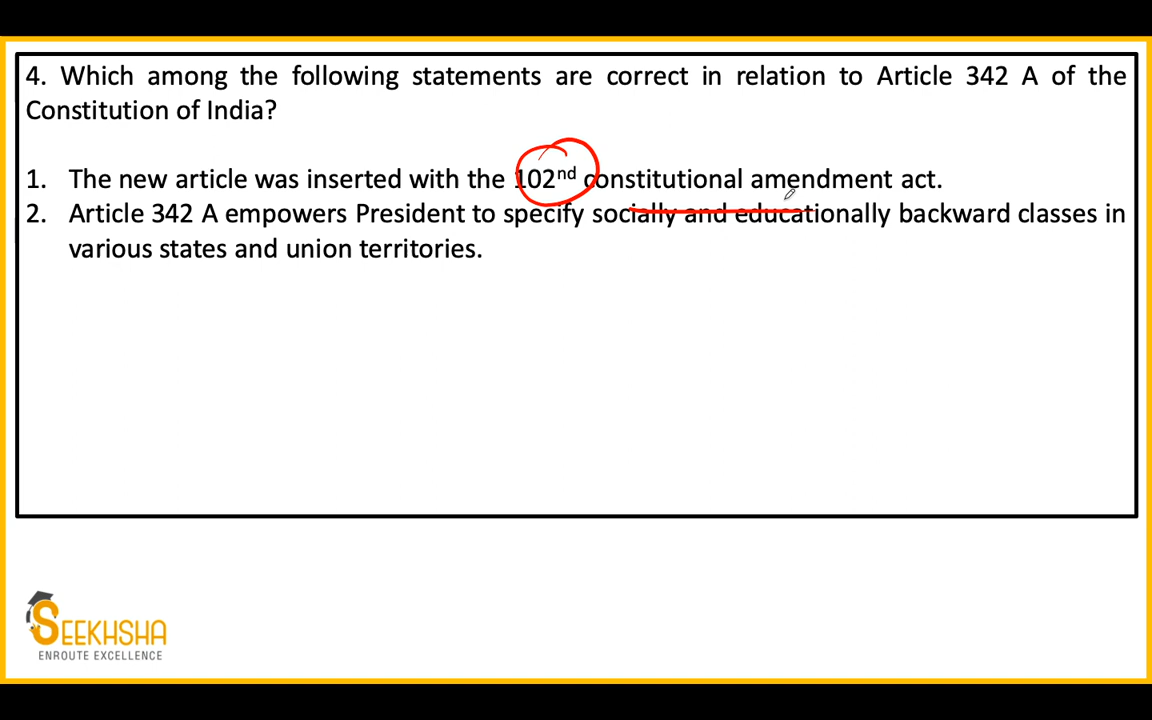 4. Which among the following statements are correct in relation to Article 342 A of the
Constitution of India?
1. The new article was inserted with the 102nd constitutional amendment act.
2. Article 342 A empowers President to specify socially and educationally backward classes in
various states and union territories.
SEEKHSHA
ENROUTE EXCELLENCE